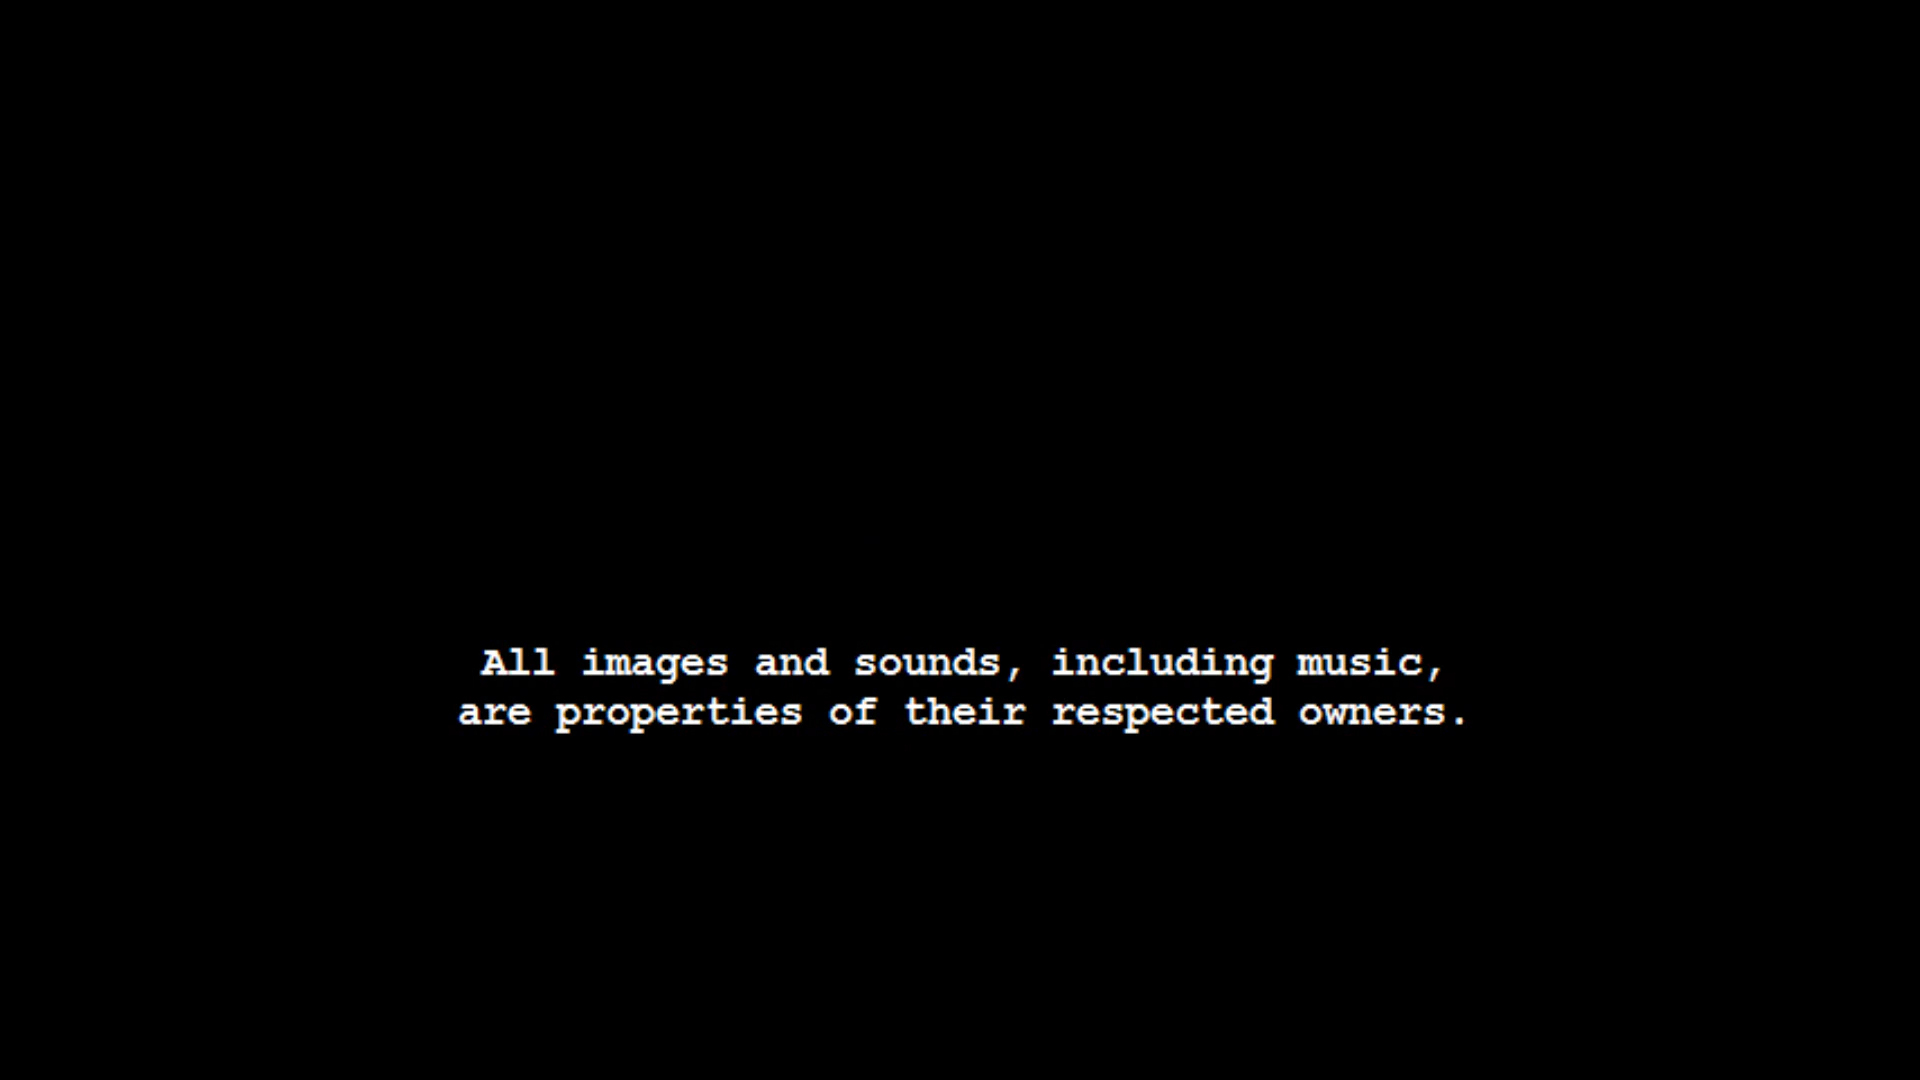 All images and sounds, including music,
are properties of their respected owners.